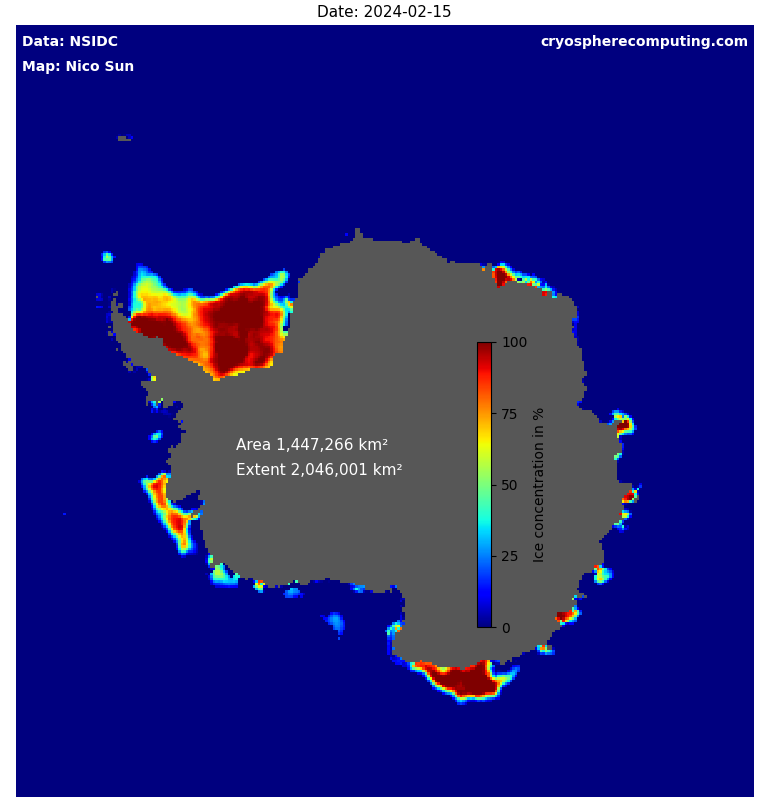 Date: 2024-02-15
Data: NSIDC
cryospherecomputing.com
Map: Nico Sun
100
75
50
25
0
Ice concentration in %
Area 1,447,266 km²
Extent 2,046,001 km²